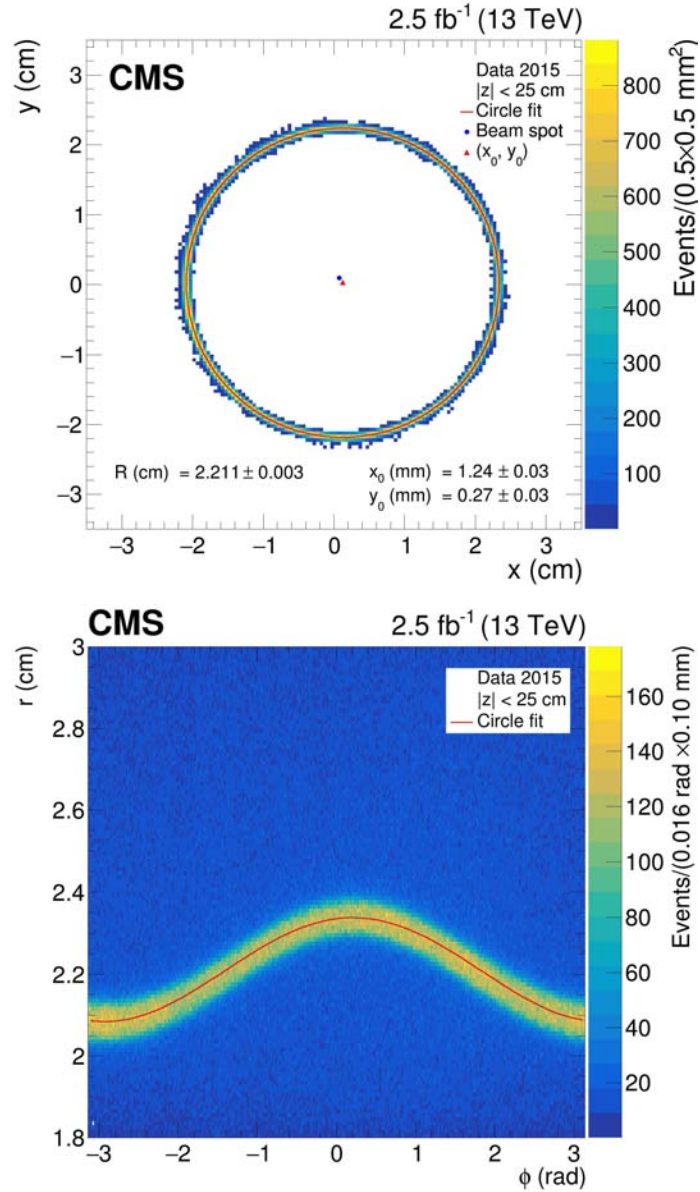 2.5 fb⁻¹ (13 TeV)
CMS
Data 2015
|z| < 25 cm
Circle fit
Beam spot
(x₀, y₀)
y (cm)
3
2
1
0
−1
−2
−3
R (cm) = 2.211 ± 0.003
x₀ (mm) = 1.24 ± 0.03
y₀ (mm) = 0.27 ± 0.03
−3 −2 −1 0 1 2 3
x (cm)
800
700
600
500
400
300
200
100
Events/(0.5×0.5 mm²)
CMS
2.5 fb⁻¹ (13 TeV)
Data 2015
|z| < 25 cm
Circle fit
r (cm)
3
2.8
2.6
2.4
2.2
2
1.8
−3 −2 −1 0 1 2 3
ϕ (rad)
160
140
120
100
80
60
40
20
Events/(0.016 rad ×0.10 mm)